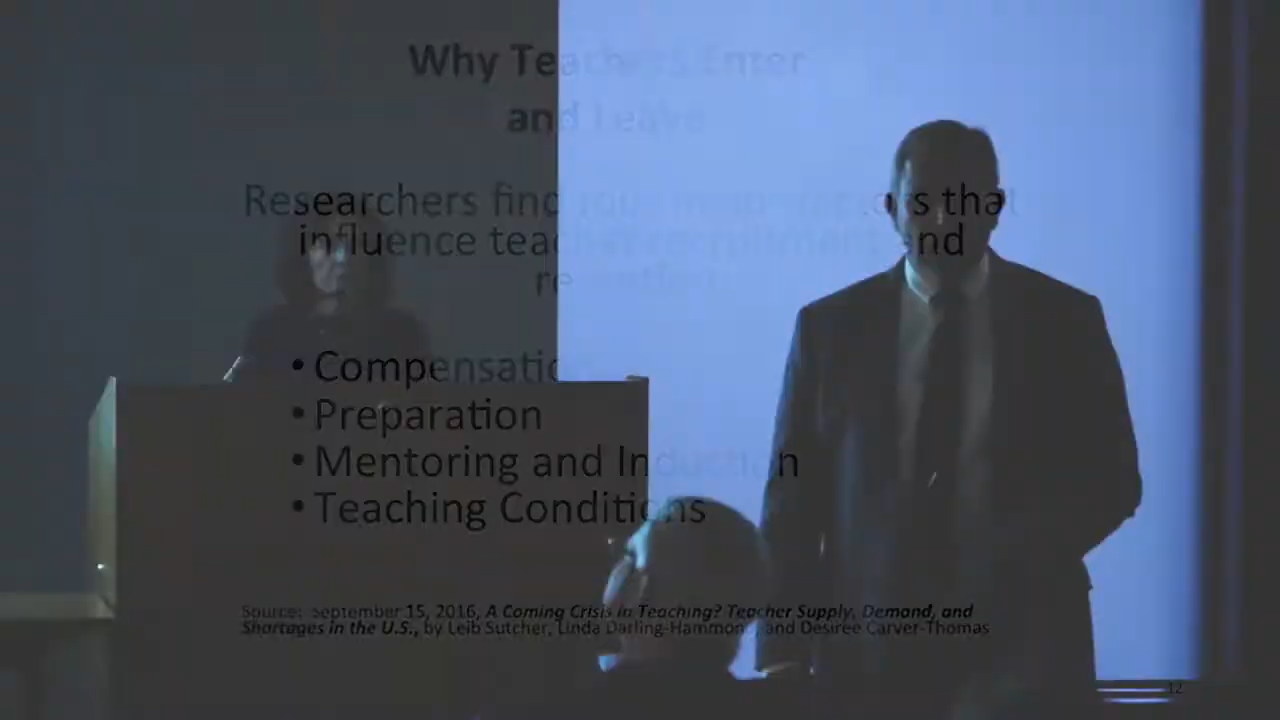 Why Teachers Enter
and Leave
Researchers find four main factors that
influence teacher recruitment and
retention
• Compensation
• Preparation
• Mentoring and Induction
• Teaching Conditions
Source: September 15, 2016, A Coming Crisis in Teaching? Teacher Supply, Demand, and
Shortages in the U.S., by Leib Sutcher, Linda Darling-Hammond, and Desiree Carver-Thomas
12